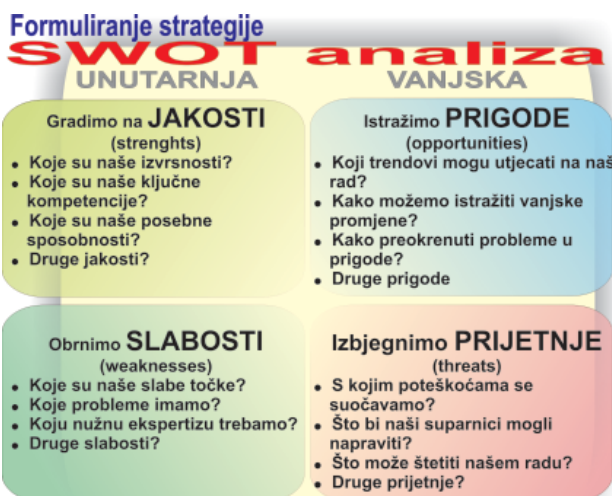 Formuliranje strategije
SWOT analiza
UNUTARNJA
VANJSKA
Gradimo na JAKOSTI
(strenghts)
• Koje su naše izvrsnosti?
• Koje su naše ključne
kompetencije?
• Koje su naše posebne
sposobnosti?
• Druge jakosti?
Istražimo PRIGODE
(opportunities)
• Koji trendovi mogu utjecati na naš
rad?
• Kako možemo istražiti vanjske
promjene?
• Kako preokrenuti probleme u
prigode?
• Druge prigode
Obrnimo SLABOSTI
(weaknesses)
• Koje su naše slabe točke?
• Koje probleme imamo?
• Koju nužnu ekspertizu trebamo?
• Druge slabosti?
Izbjegnimo PRIJETNJE
(threats)
• S kojim poteškoćama se
suočavamo?
• Što bi naši suparnici mogli
napraviti?
• Što može štetiti našem radu?
• Druge prijetnje?